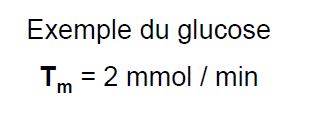 Exemple du glucose
Tm = 2 mmol / min